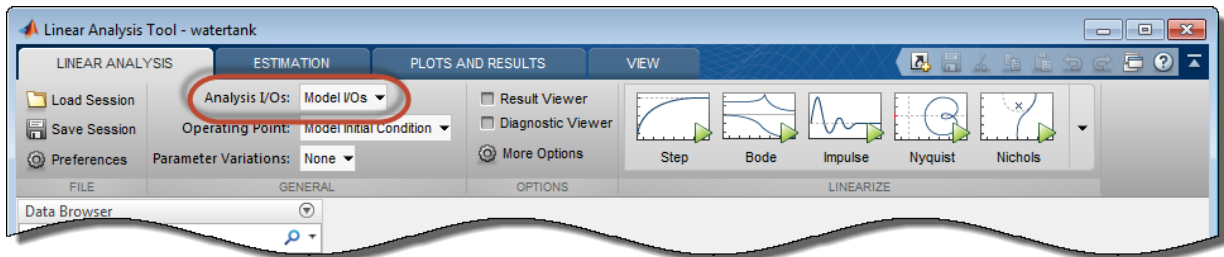 Linear Analysis Tool - watertank
LINEAR ANALYSIS ESTIMATION PLOTS AND RESULTS VIEW
Load Session Analysis I/Os: Model I/Os Result Viewer
Save Session Operating Point: Model Initial Condition Diagnostic Viewer
Preferences Parameter Variations: None More Options Step Bode Impulse Nyquist Nichols
FILE GENERAL OPTIONS LINEARIZE
Data Browser